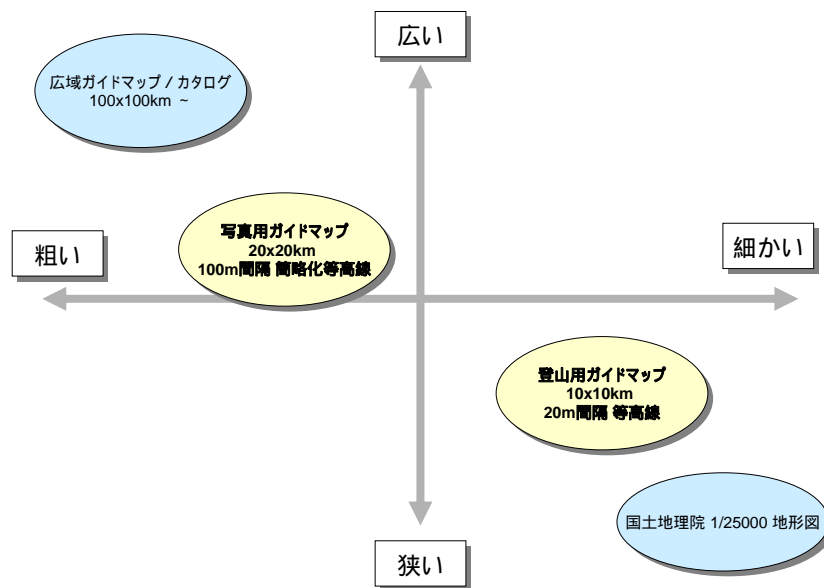 広い
広域ガイドマップ / カタログ
100x100km ~
写真用ガイドマップ
20x20km
100m間隔 簡略化等高線
粗い
細かい
登山用ガイドマップ
10x10km
20m間隔 等高線
国土地理院 1/25000 地形図
狭い